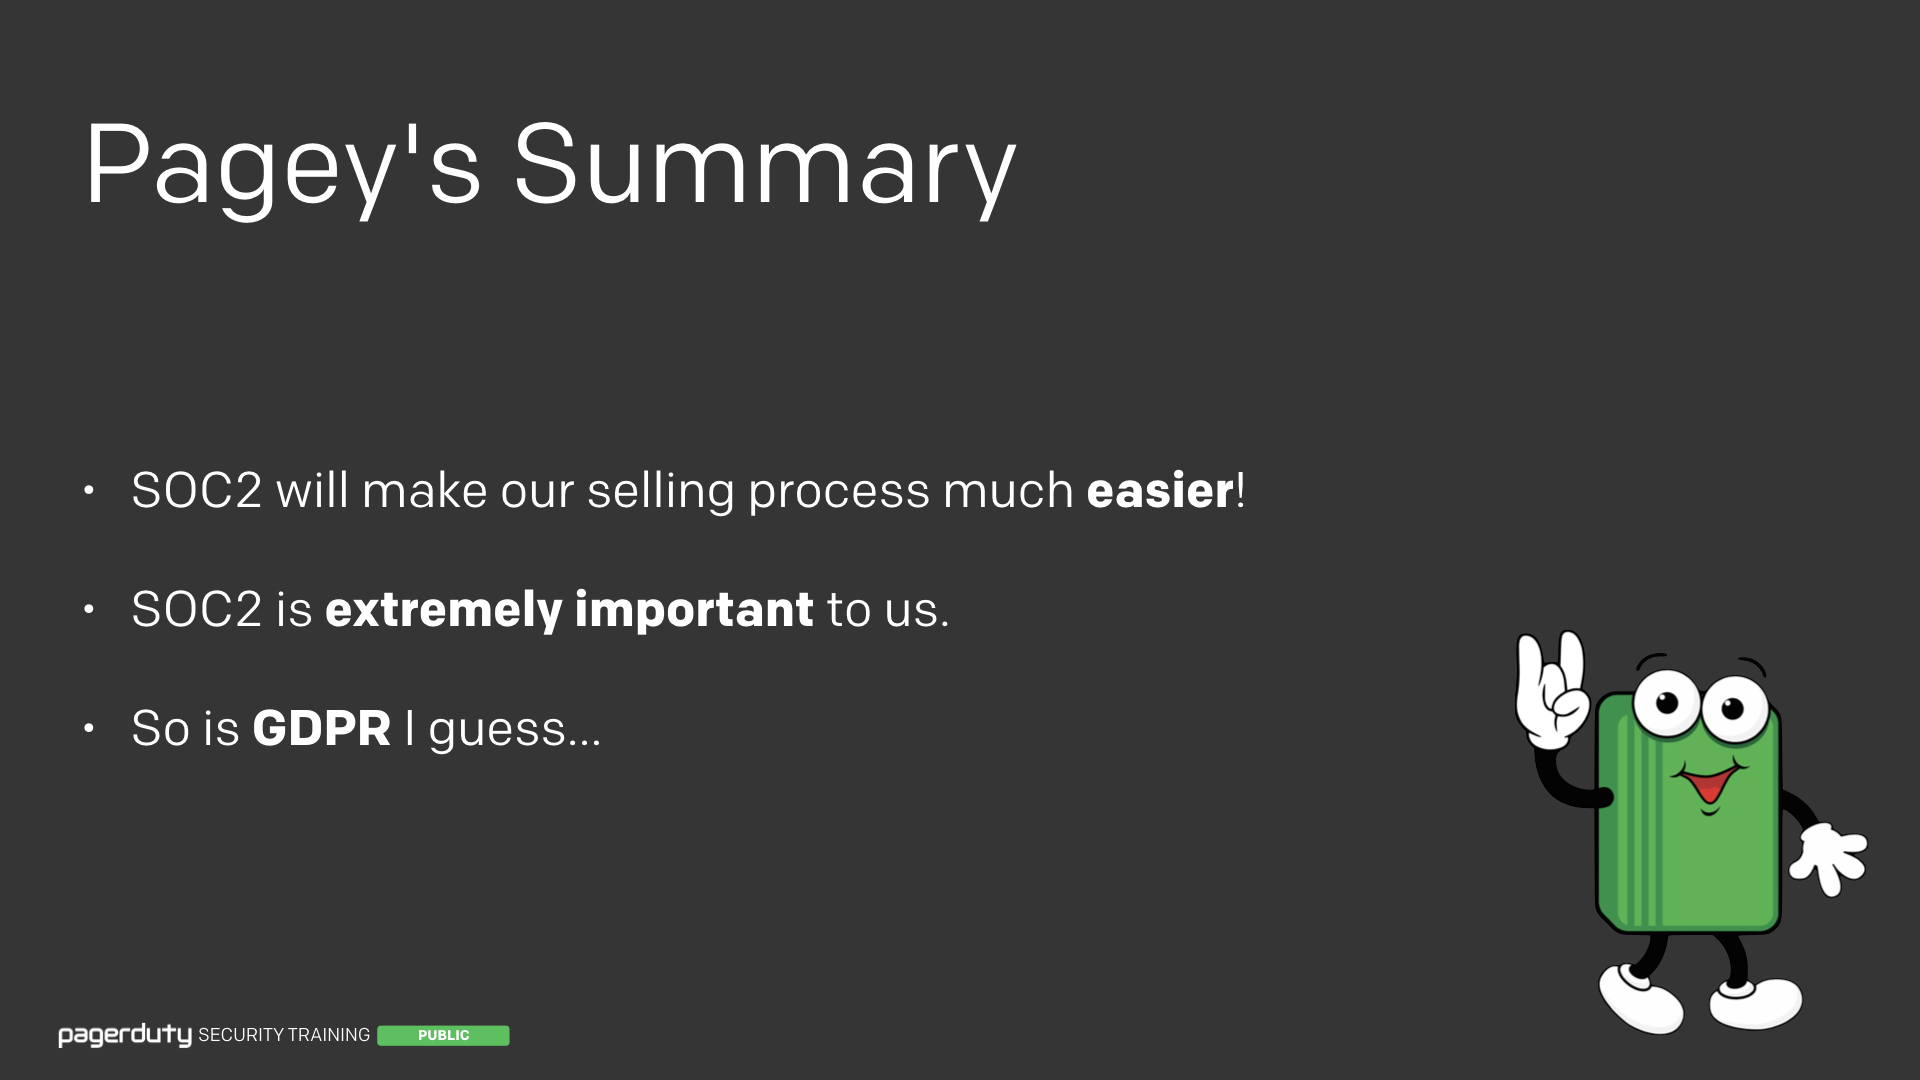 Pagey's Summary
• SOC2 will make our selling process much easier!
• SOC2 is extremely important to us.
• So is GDPR I guess...
pagerduty SECURITY TRAINING PUBLIC